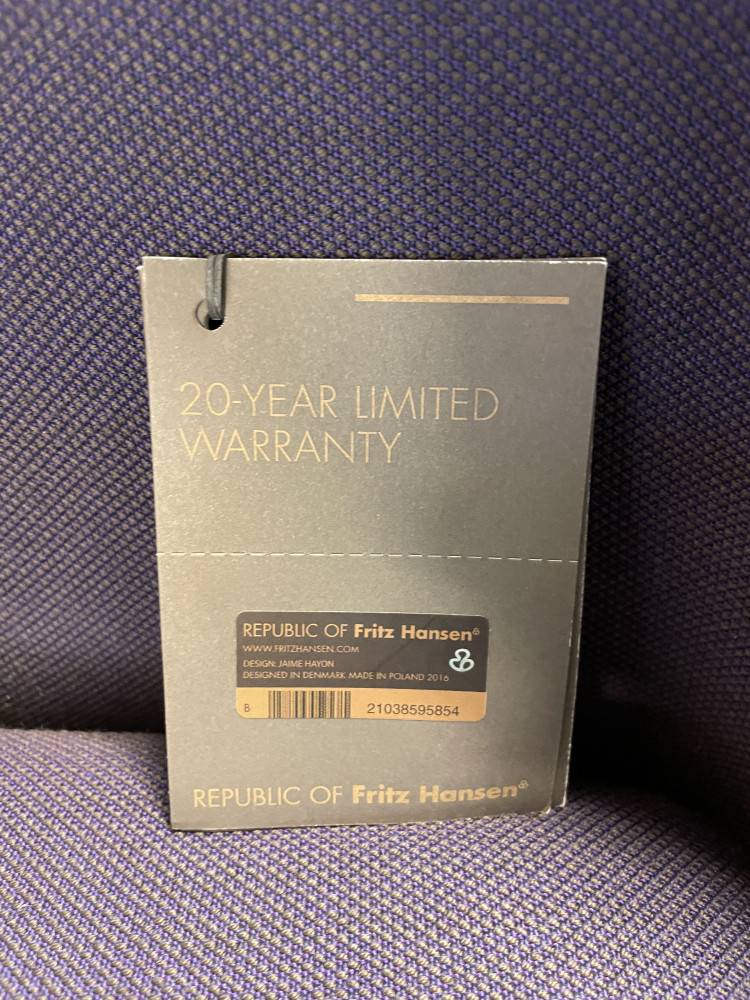 20-YEAR LIMITED
WARRANTY
REPUBLIC OF Fritz Hansen®
WWW.FRITZHANSEN.COM
DESIGN: JAIME HAYON
DESIGNED IN DENMARK MADE IN POLAND 2016
B 21038595854
REPUBLIC OF Fritz Hansen®